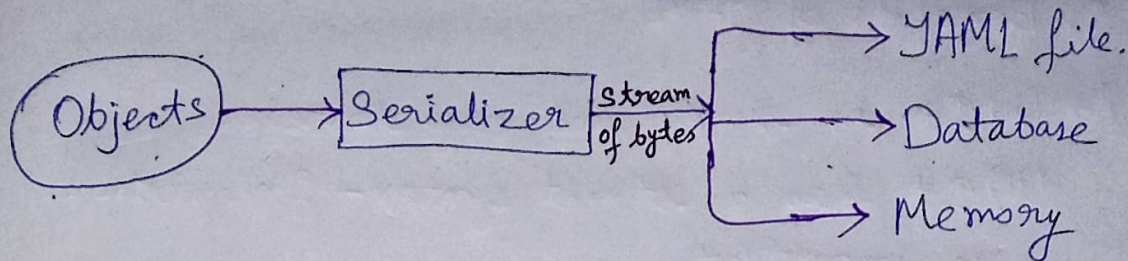 Objects
Serializer
stream
of bytes
YAML file.
Database
Memory